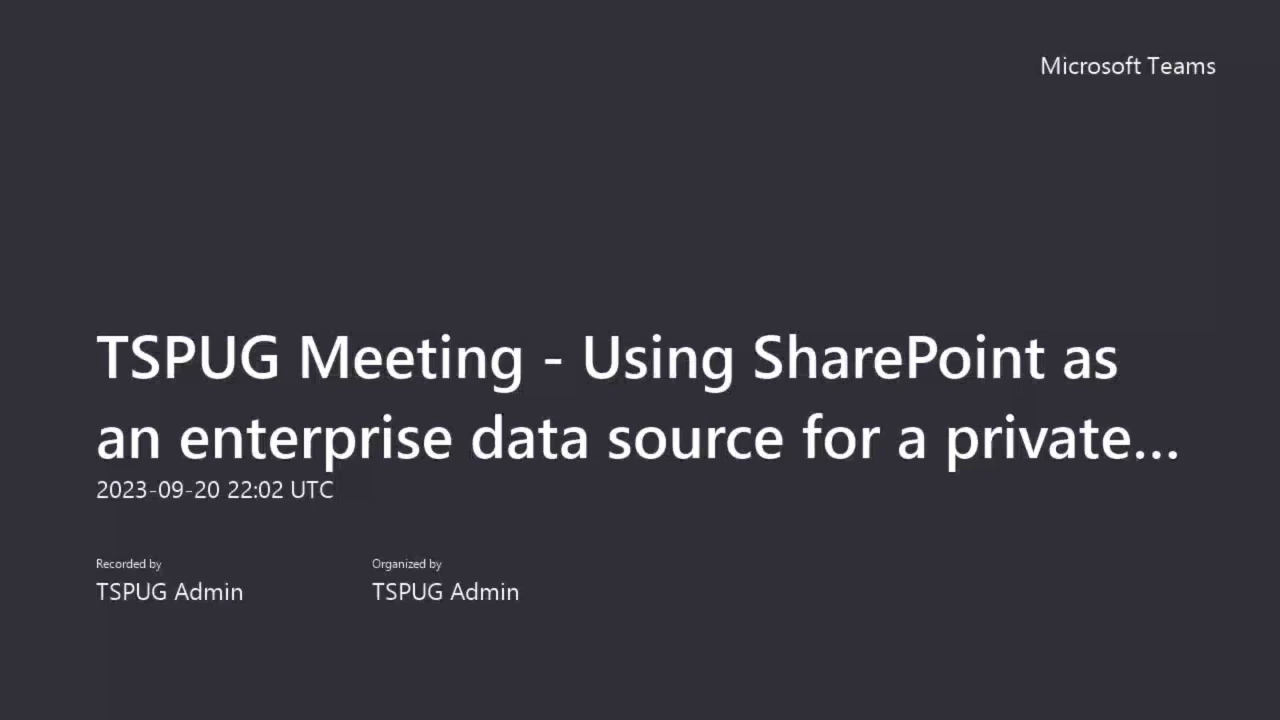 Microsoft Teams
TSPUG Meeting - Using SharePoint as
an enterprise data source for a private...
2023-09-20 22:02 UTC
Recorded by
Organized by
TSPUG Admin
TSPUG Admin